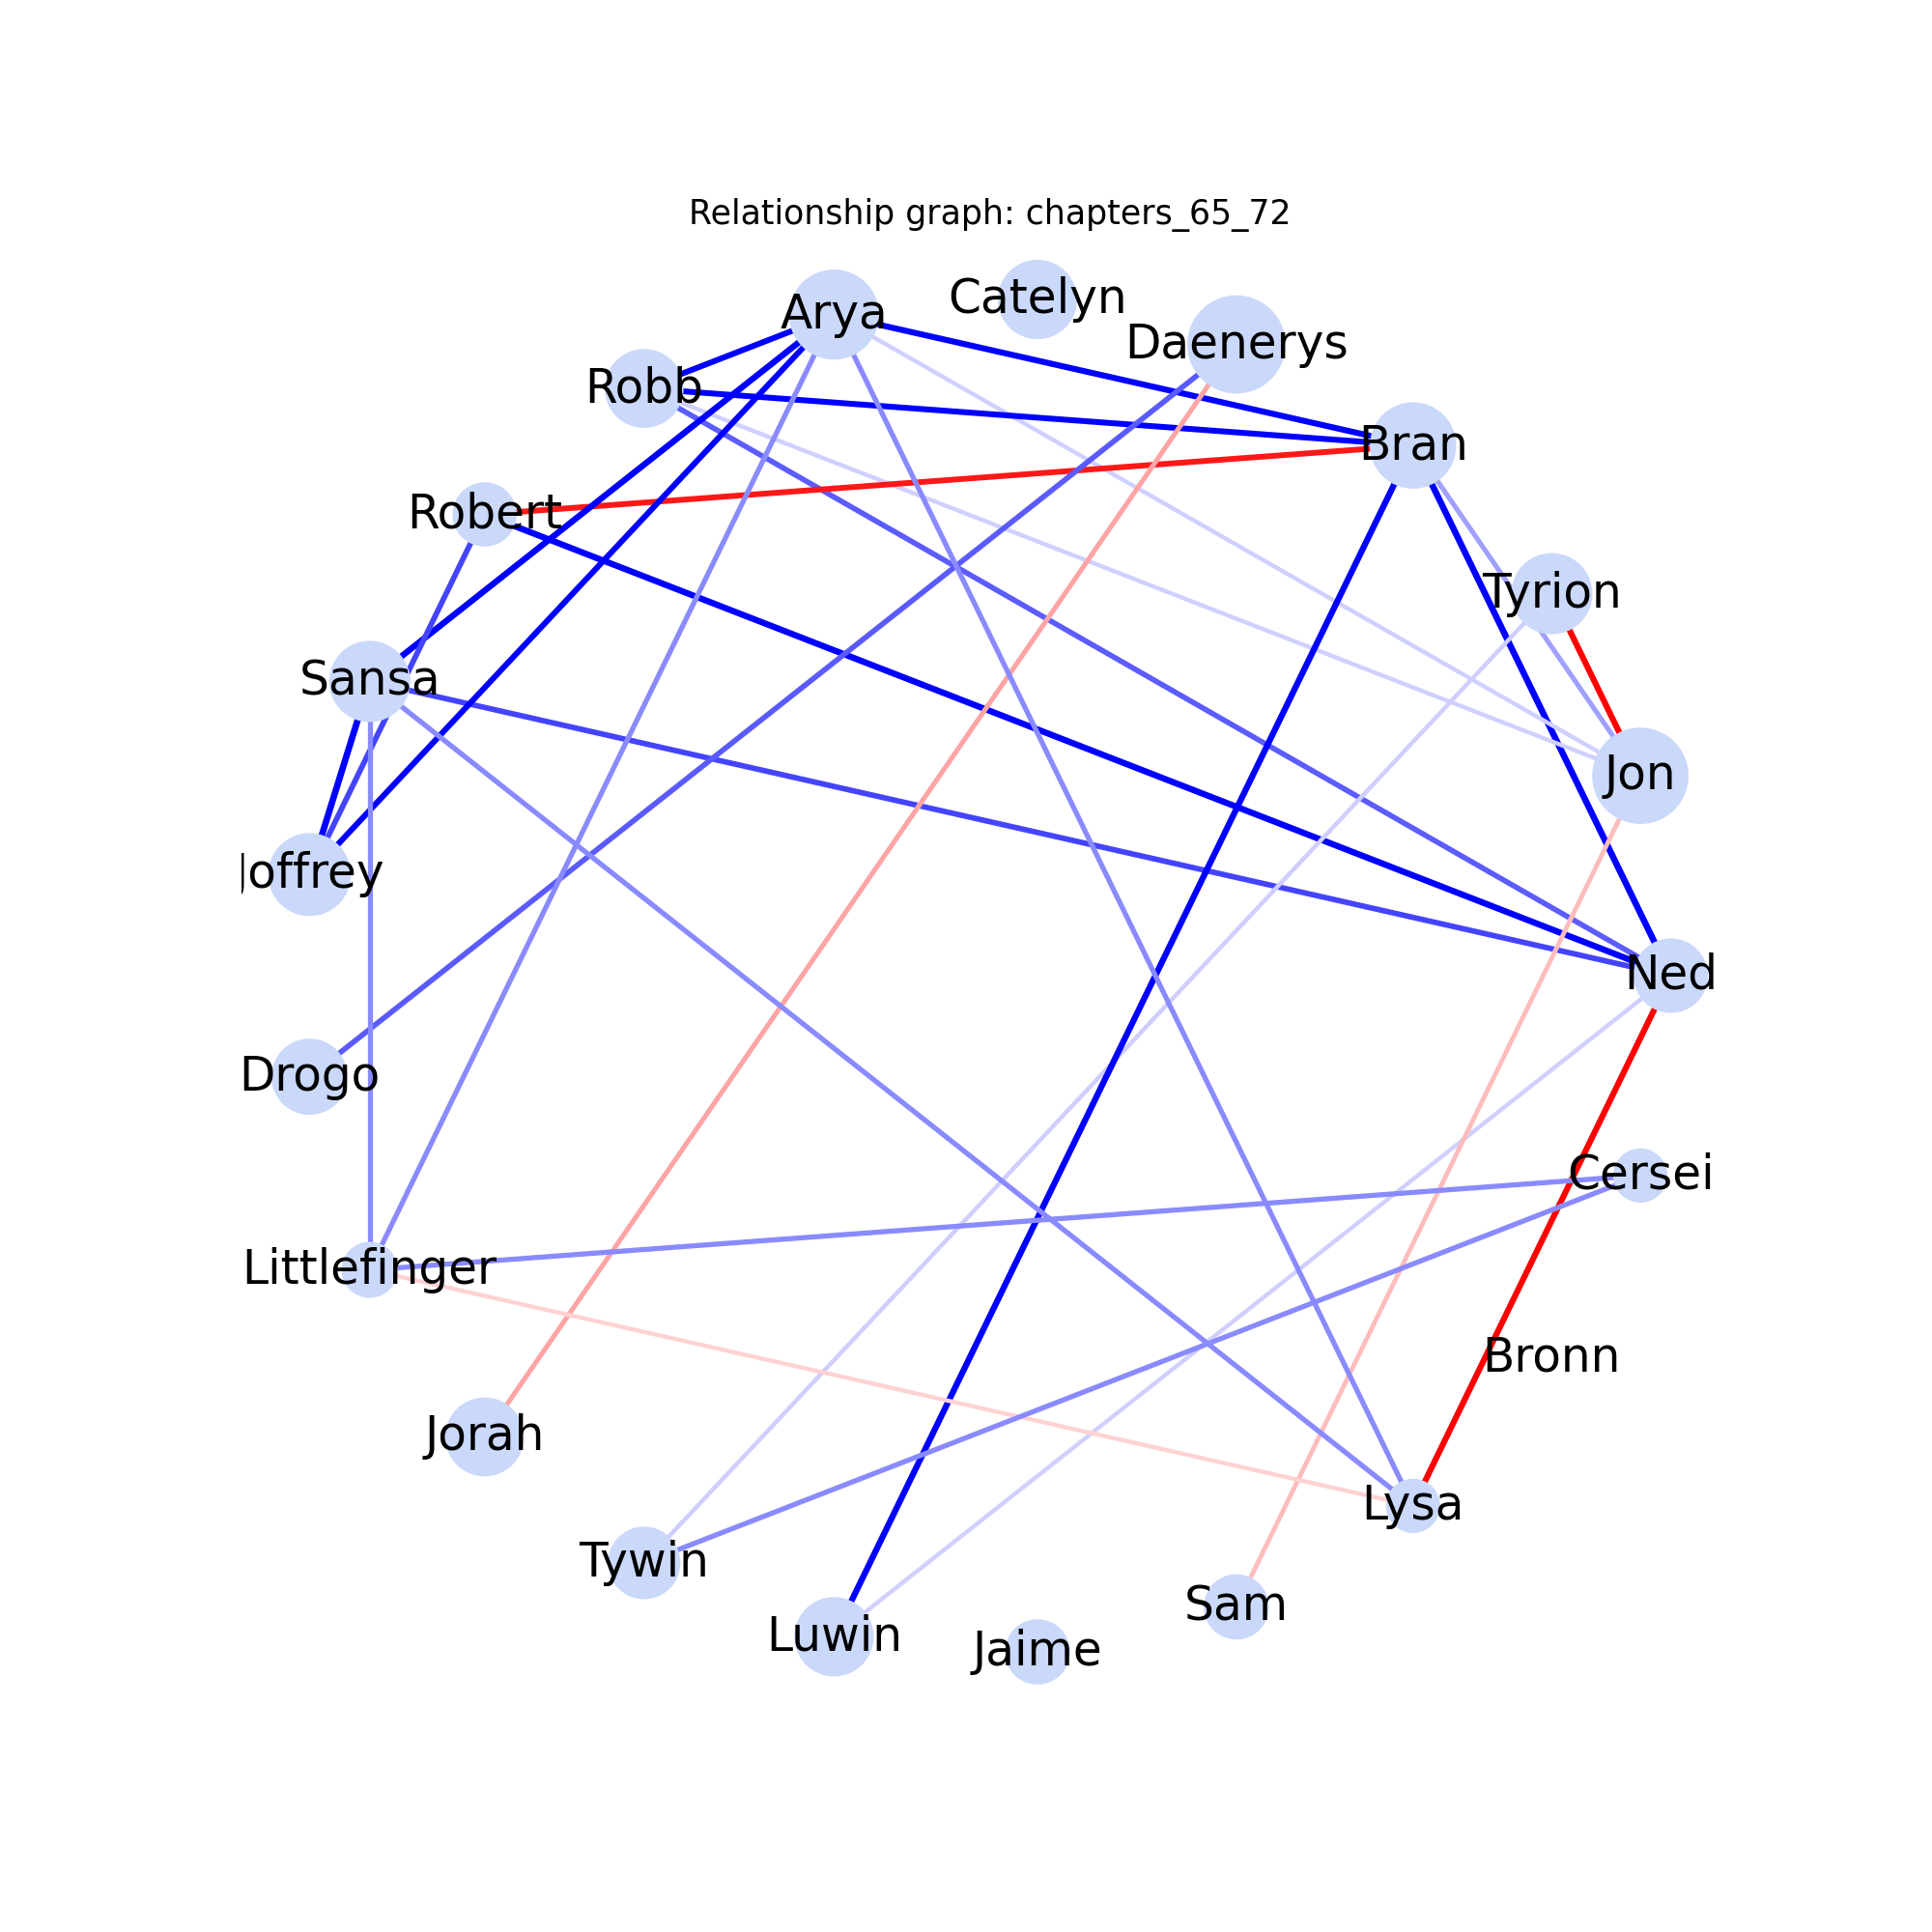 Relationship graph: chapters_65_72
Catelyn
Arya
Daenerys
Robb
Bran
Robert
Tyrion
Sansa
Jon
Joffrey
Ned
Drogo
Cersei
Littlefinger
Bronn
Jorah
Lysa
Tywin
Sam
Luwin
Jaime